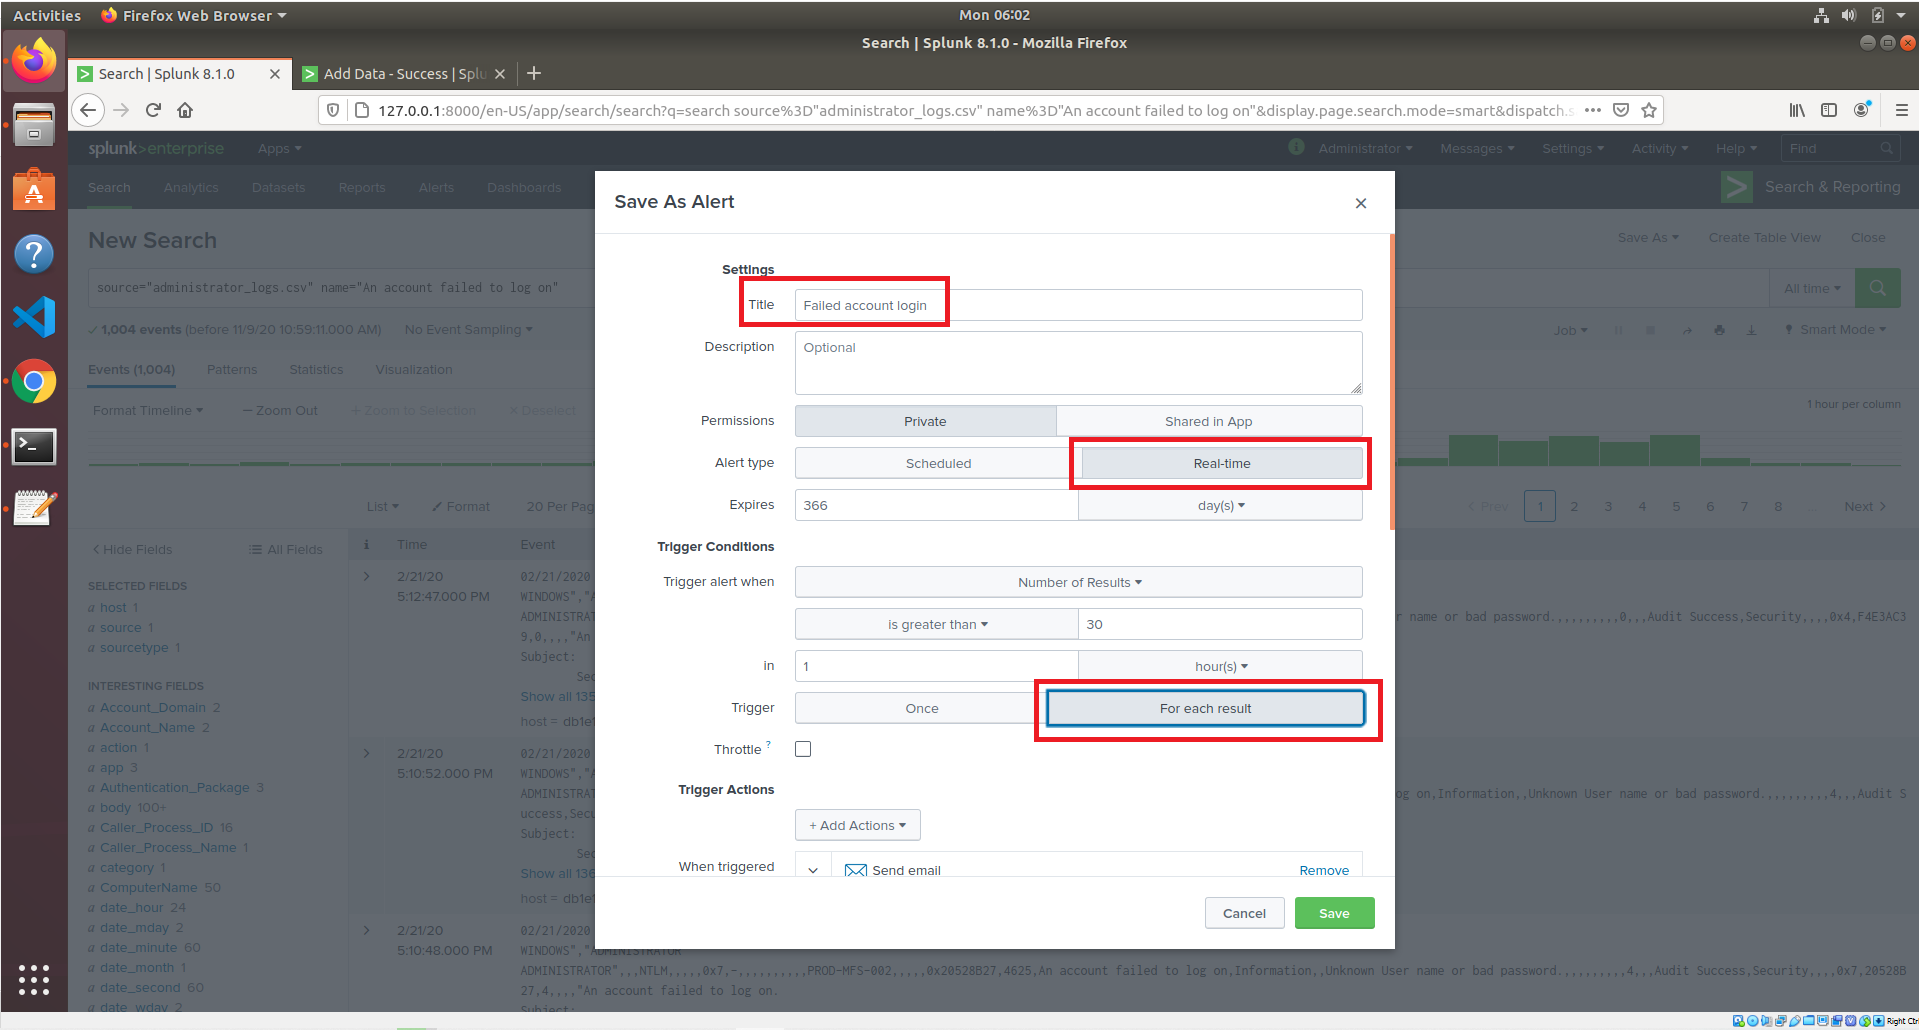 Activities Firefox Web Browser Mon 06:02
Search | Splunk 8.1.0 - Mozilla Firefox
Search | Splunk 8.1.0 Add Data - Success | Splu
127.0.0.1:8000/en-US/app/search/search?q=search source%3D"administrator_logs.csv" name%3D"An account failed to log on"&display.page.search.mode=smart&dispatch.s
splunk>enterprise Apps Administrator Messages Settings Activity Help Find
Search Analytics Datasets Reports Alerts Dashboards Search & Reporting
New Search Save As Create Table View Close
source="administrator_logs.csv" name="An account failed to log on" All time
1,004 events (before 11/9/20 10:59:11.000 AM) No Event Sampling Job Smart Mode
Events (1,004) Patterns Statistics Visualization
Format Timeline — Zoom Out + Zoom to Selection × Deselect 1 hour per column
List Format 20 Per Pag < Prev 1 2 3 4 5 6 7 8 ... Next >
< Hide Fields All Fields i Time Event
SELECTED FIELDS
a host 1
a source 1
a sourcetype 1
INTERESTING FIELDS
a Account_Domain 2
a Account_Name 2
a action 1
a app 3
a Authentication_Package 3
a body 100+
a Caller_Process_ID 16
a Caller_Process_Name 1
a category 1
a ComputerName 50
a date_hour 24
a date_mday 2
a date_minute 60
a date_month 1
a date_second 60
a date_wday 2
2/21/20
5:12:47.000 PM
02/21/2020
WINDOWS","A
ADMINISTRAT r name or bad password.,,,,,,,,,,0,,,Audit Success,Security,,,,0x4,F4E3AC3
9,0,,,,"An
Subject:
Sec
Show all 135
host = db1e1
2/21/20
5:10:52.000 PM
02/21/2020
WINDOWS","A
ADMINISTRAT og on,Information,,Unknown User name or bad password.,,,,,,,,,,4,,,Audit S
uccess,Secu
Subject:
Sec
Show all 136
host = db1e1
2/21/20
5:10:48.000 PM
02/21/2020
WINDOWS","ADMINISTRATOR
ADMINISTRATOR",,,NTLM,,,,,0x7,-,,,,,,,,,,PROD-MFS-002,,,,,0x20528B27,4625,An account failed to log on,Information,,Unknown User name or bad password.,,,,,,,,,4,,,Audit Success,Security,,,,0x7,20528B
27,4,,,,"An account failed to log on.
Subject:
Save As Alert
Settings
Title Failed account login
Description Optional
Permissions Private Shared in App
Alert type Scheduled Real-time
Expires 366 day(s)
Trigger Conditions
Trigger alert when Number of Results
is greater than 30
in 1 hour(s)
Trigger Once For each result
Throttle ?
Trigger Actions
+ Add Actions
When triggered Send email Remove
Cancel Save
Right Ctrl